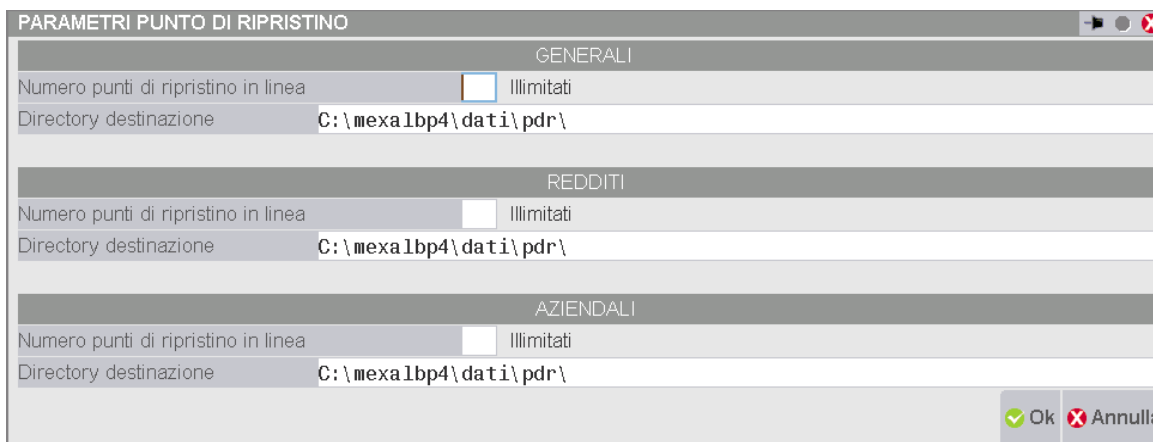 PARAMETRI PUNTO DI RIPRISTINO
GENERALI
Numero punti di ripristino in linea Illimitati
Directory destinazione C:\mexalbp4\dati\pdr\
REDDITI
Numero punti di ripristino in linea Illimitati
Directory destinazione C:\mexalbp4\dati\pdr\
AZIENDALI
Numero punti di ripristino in linea Illimitati
Directory destinazione C:\mexalbp4\dati\pdr\
Ok Annulla